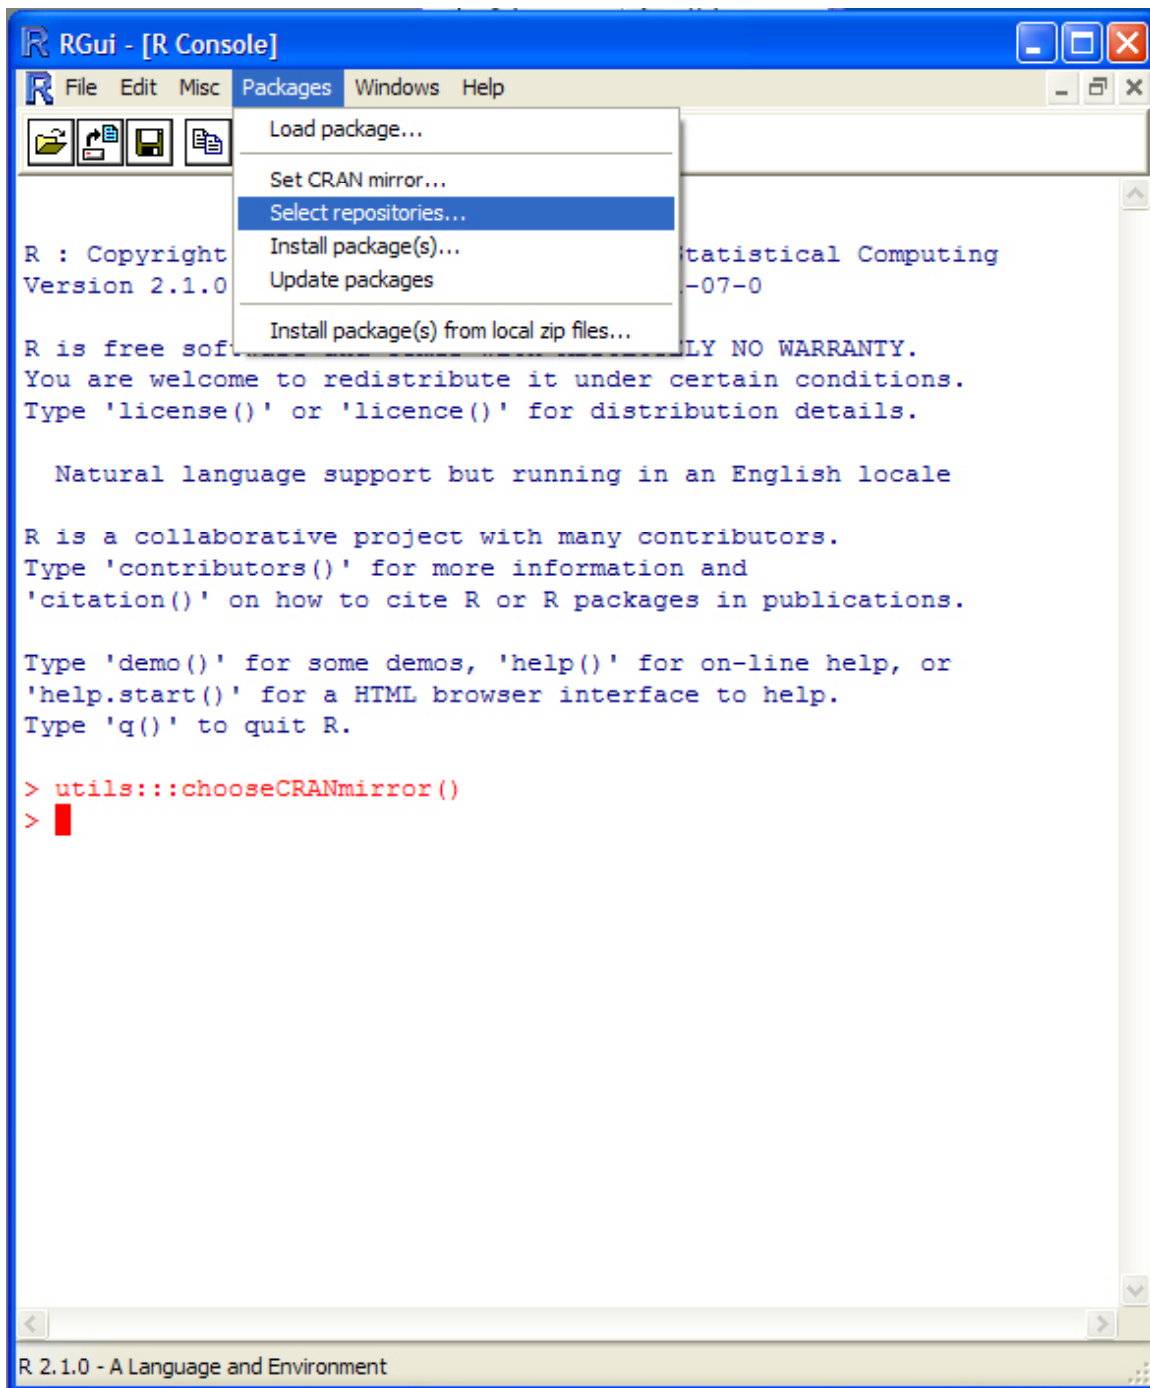 RGui - [R Console]
File Edit Misc Packages Windows Help
Load package...
Set CRAN mirror...
Select repositories...
Install package(s)...
Update packages
Install package(s) from local zip files...
R : Copyright Statistical Computing
Version 2.1.0 -07-0
R is free LY NO WARRANTY.
You are welcome to redistribute it under certain conditions.
Type 'license()' or 'licence()' for distribution details.
Natural language support but running in an English locale
R is a collaborative project with many contributors.
Type 'contributors()' for more information and
'citation()' on how to cite R or R packages in publications.
Type 'demo()' for some demos, 'help()' for on-line help, or
'help.start()' for a HTML browser interface to help.
Type 'q()' to quit R.
> utils:::chooseCRANmirror()
>
R 2.1.0 - A Language and Environment